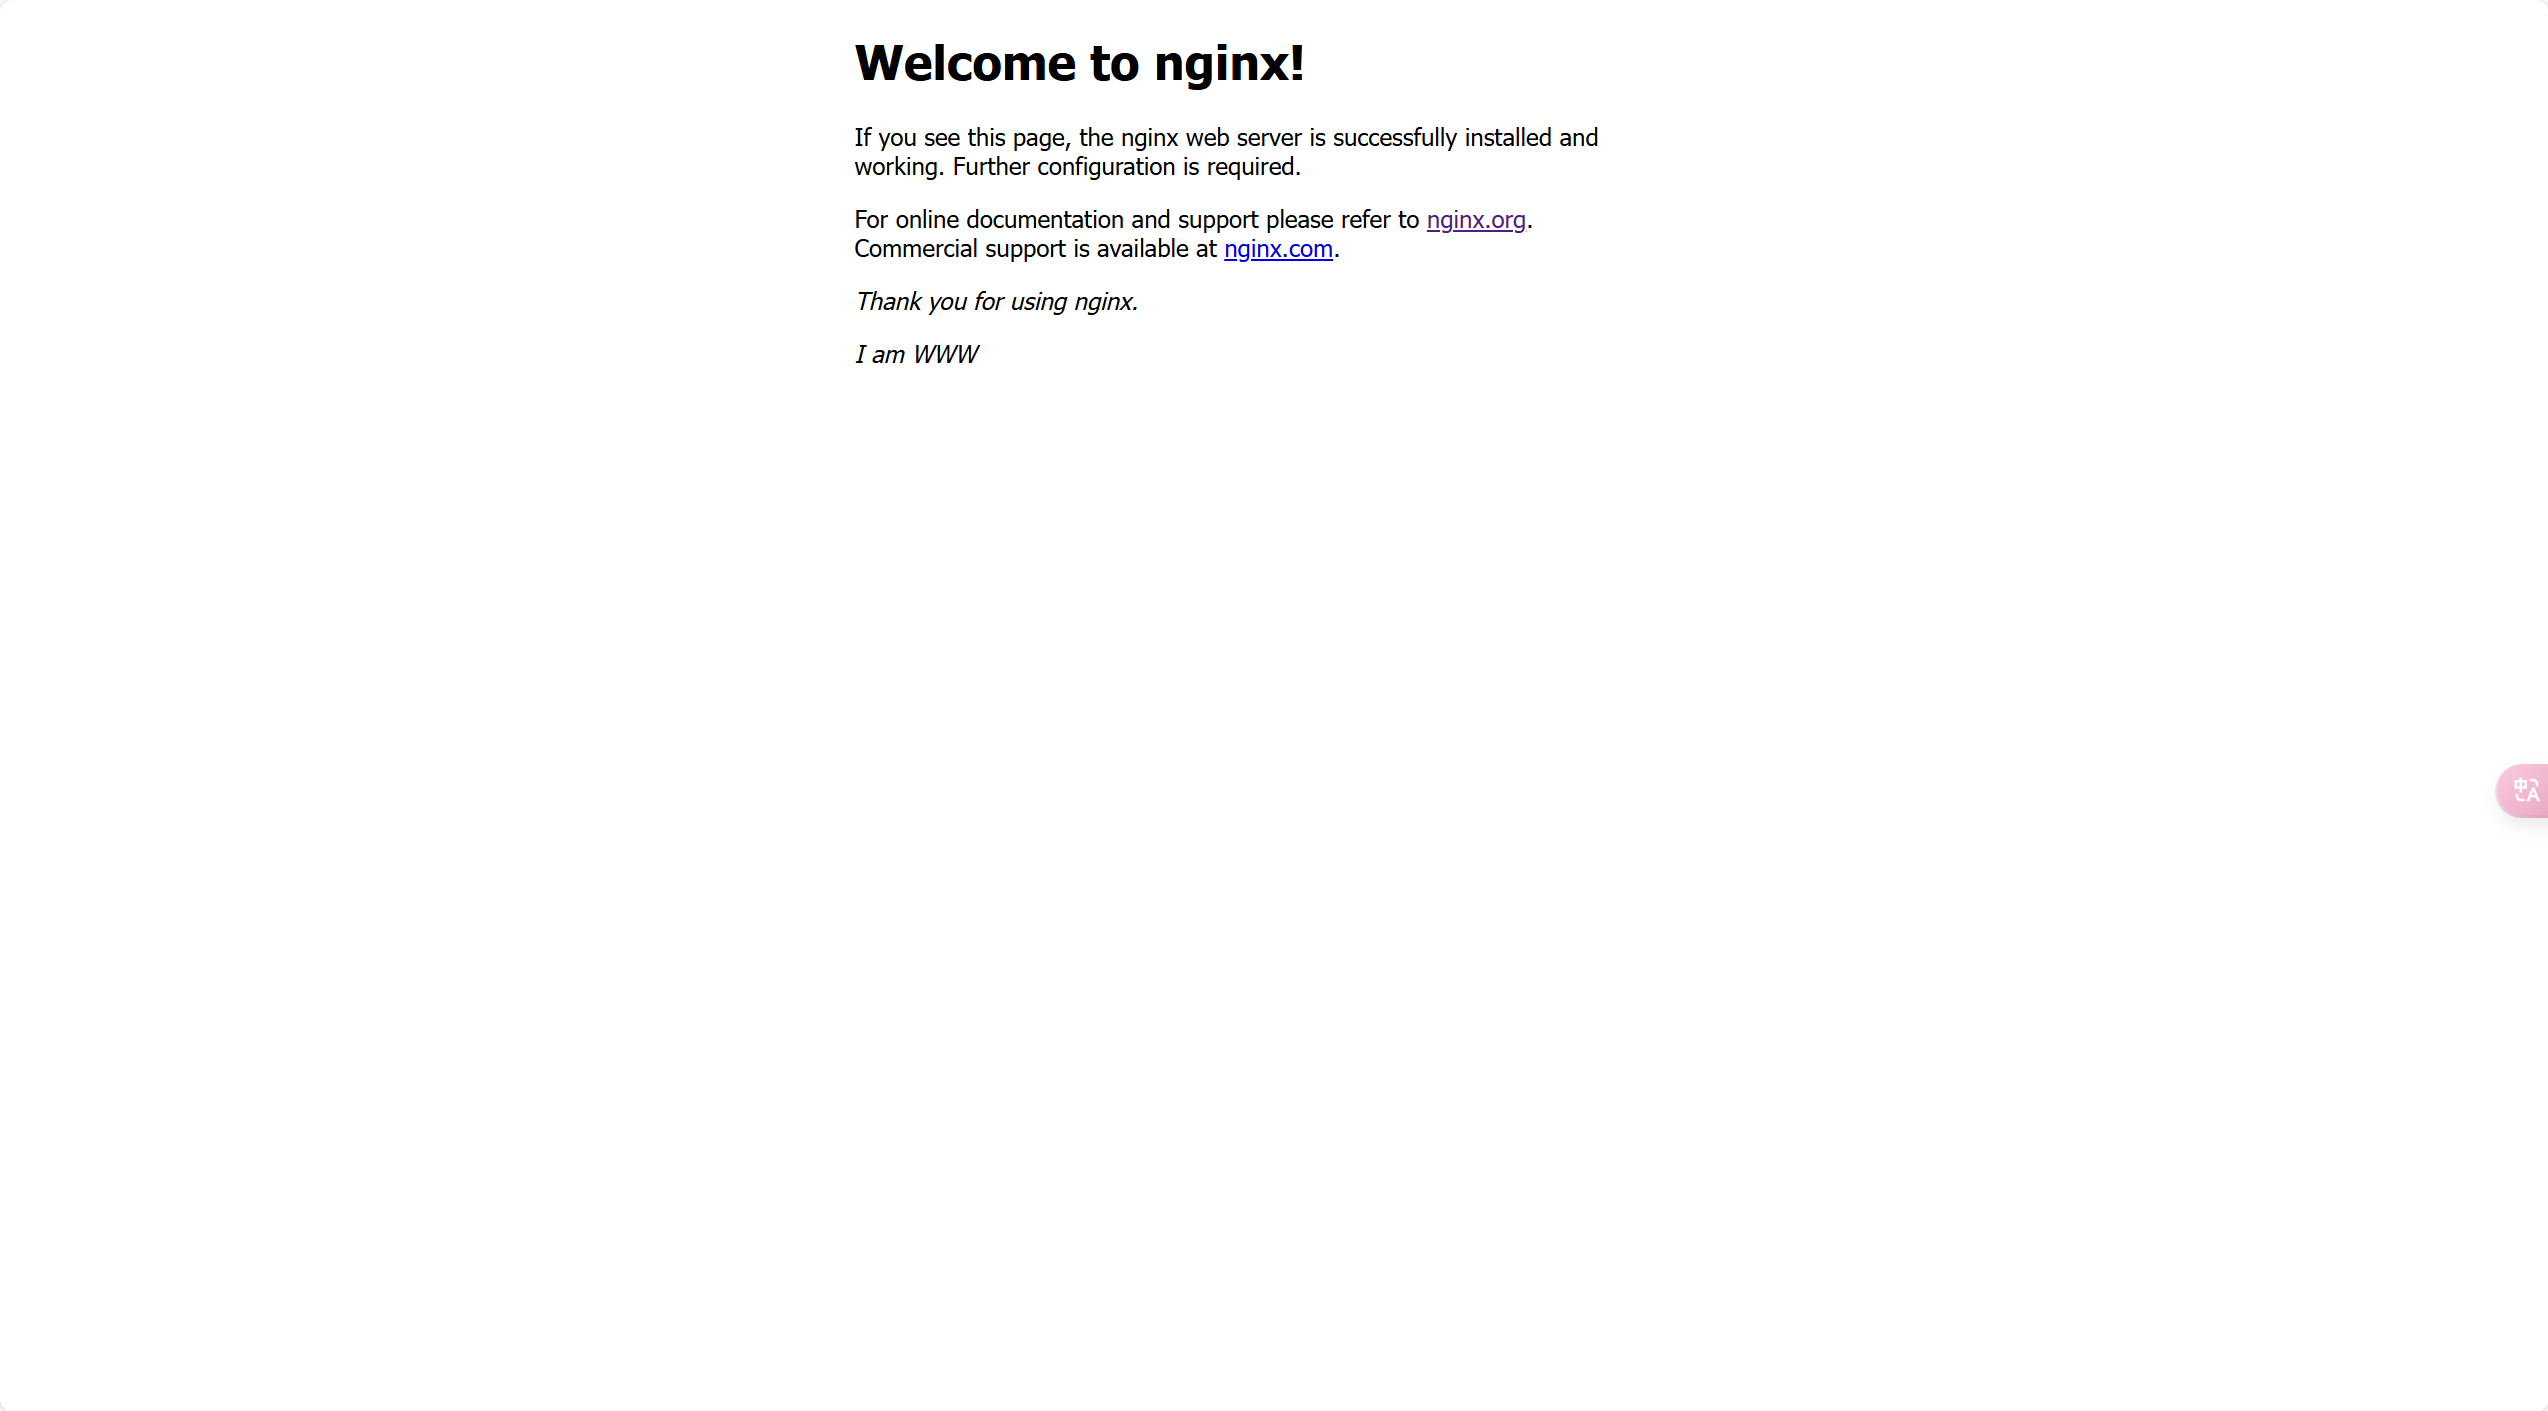 Welcome to nginx!
If you see this page, the nginx web server is successfully installed and
working. Further configuration is required.
For online documentation and support please refer to nginx.org.
Commercial support is available at nginx.com.
Thank you for using nginx.
I am WWW
中A